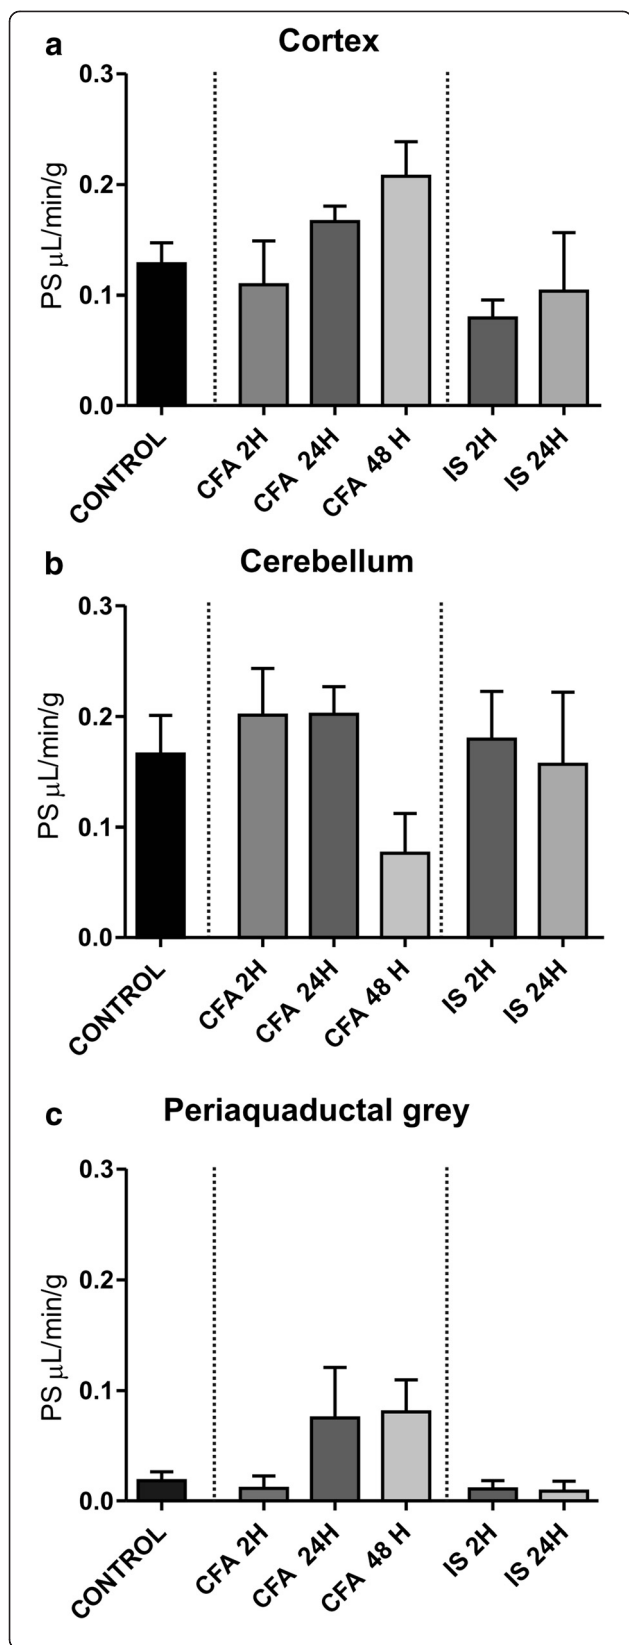 a
Cortex
PS μL/min/g
0.3
0.2
0.1
0.0
CONTROL
CFA 2H
CFA 24H
CFA 48 H
IS 2H
IS 24H
b
Cerebellum
PS μL/min/g
0.3
0.2
0.1
0.0
CONTROL
CFA 2H
CFA 24H
CFA 48 H
IS 2H
IS 24H
c
Periaquaductal grey
PS μL/min/g
0.3
0.2
0.1
0.0
CONTROL
CFA 2H
CFA 24H
CFA 48 H
IS 2H
IS 24H